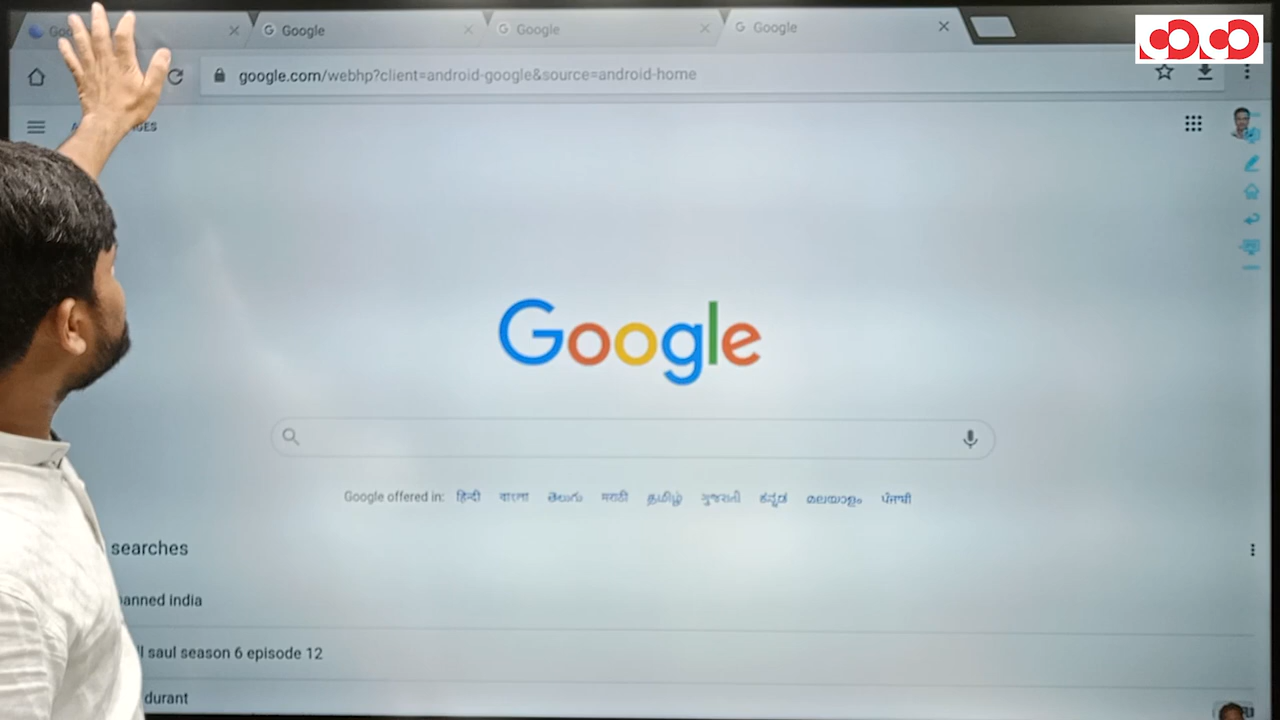 Google Google Google
google.com/webhp?client=android-google&source=android-home
Google
Google offered in: हिन्दी বাংলা తెలుగు मराठी தமிழ் ગુજરાતી ಕನ್ನಡ മലയാളം ਪੰਜਾਬੀ
searches
india
saul season 6 episode 12
durant